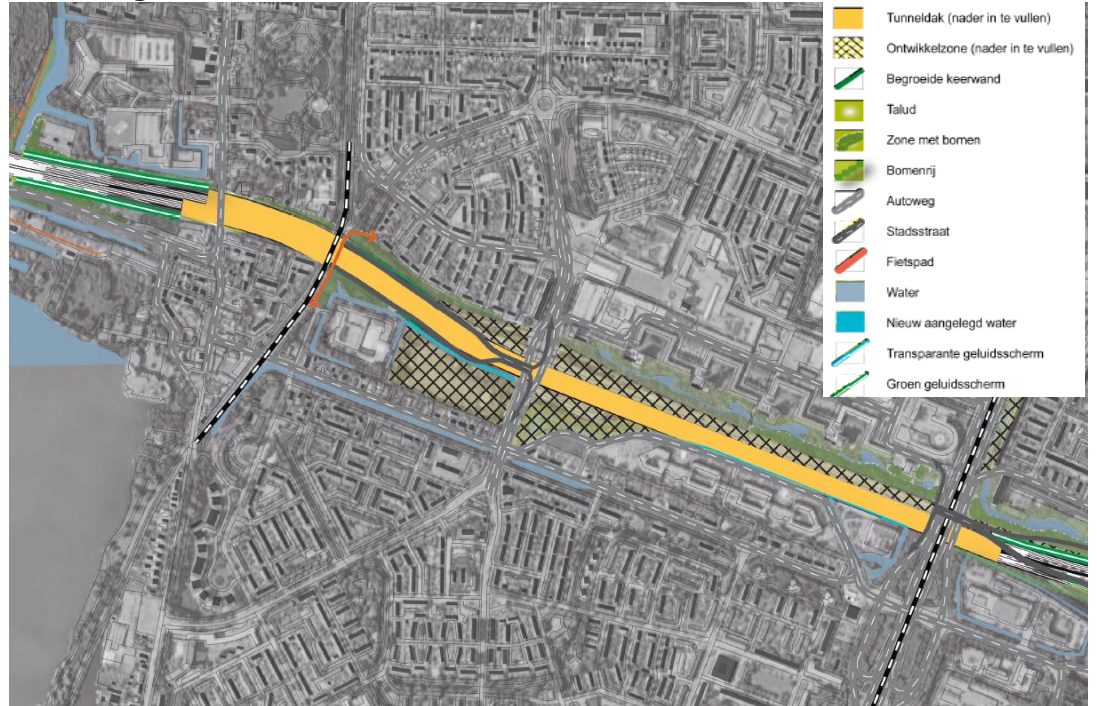 Tunneldak (nader in te vullen)
Ontwikkelzone (nader in te vullen)
Begroeide keerwand
Talud
Zone met bomen
Bomenrij
Autoweg
Stadsstraat
Fietspad
Water
Nieuw aangelegd water
Transparante geluidsscherm
Groen geluidsscherm